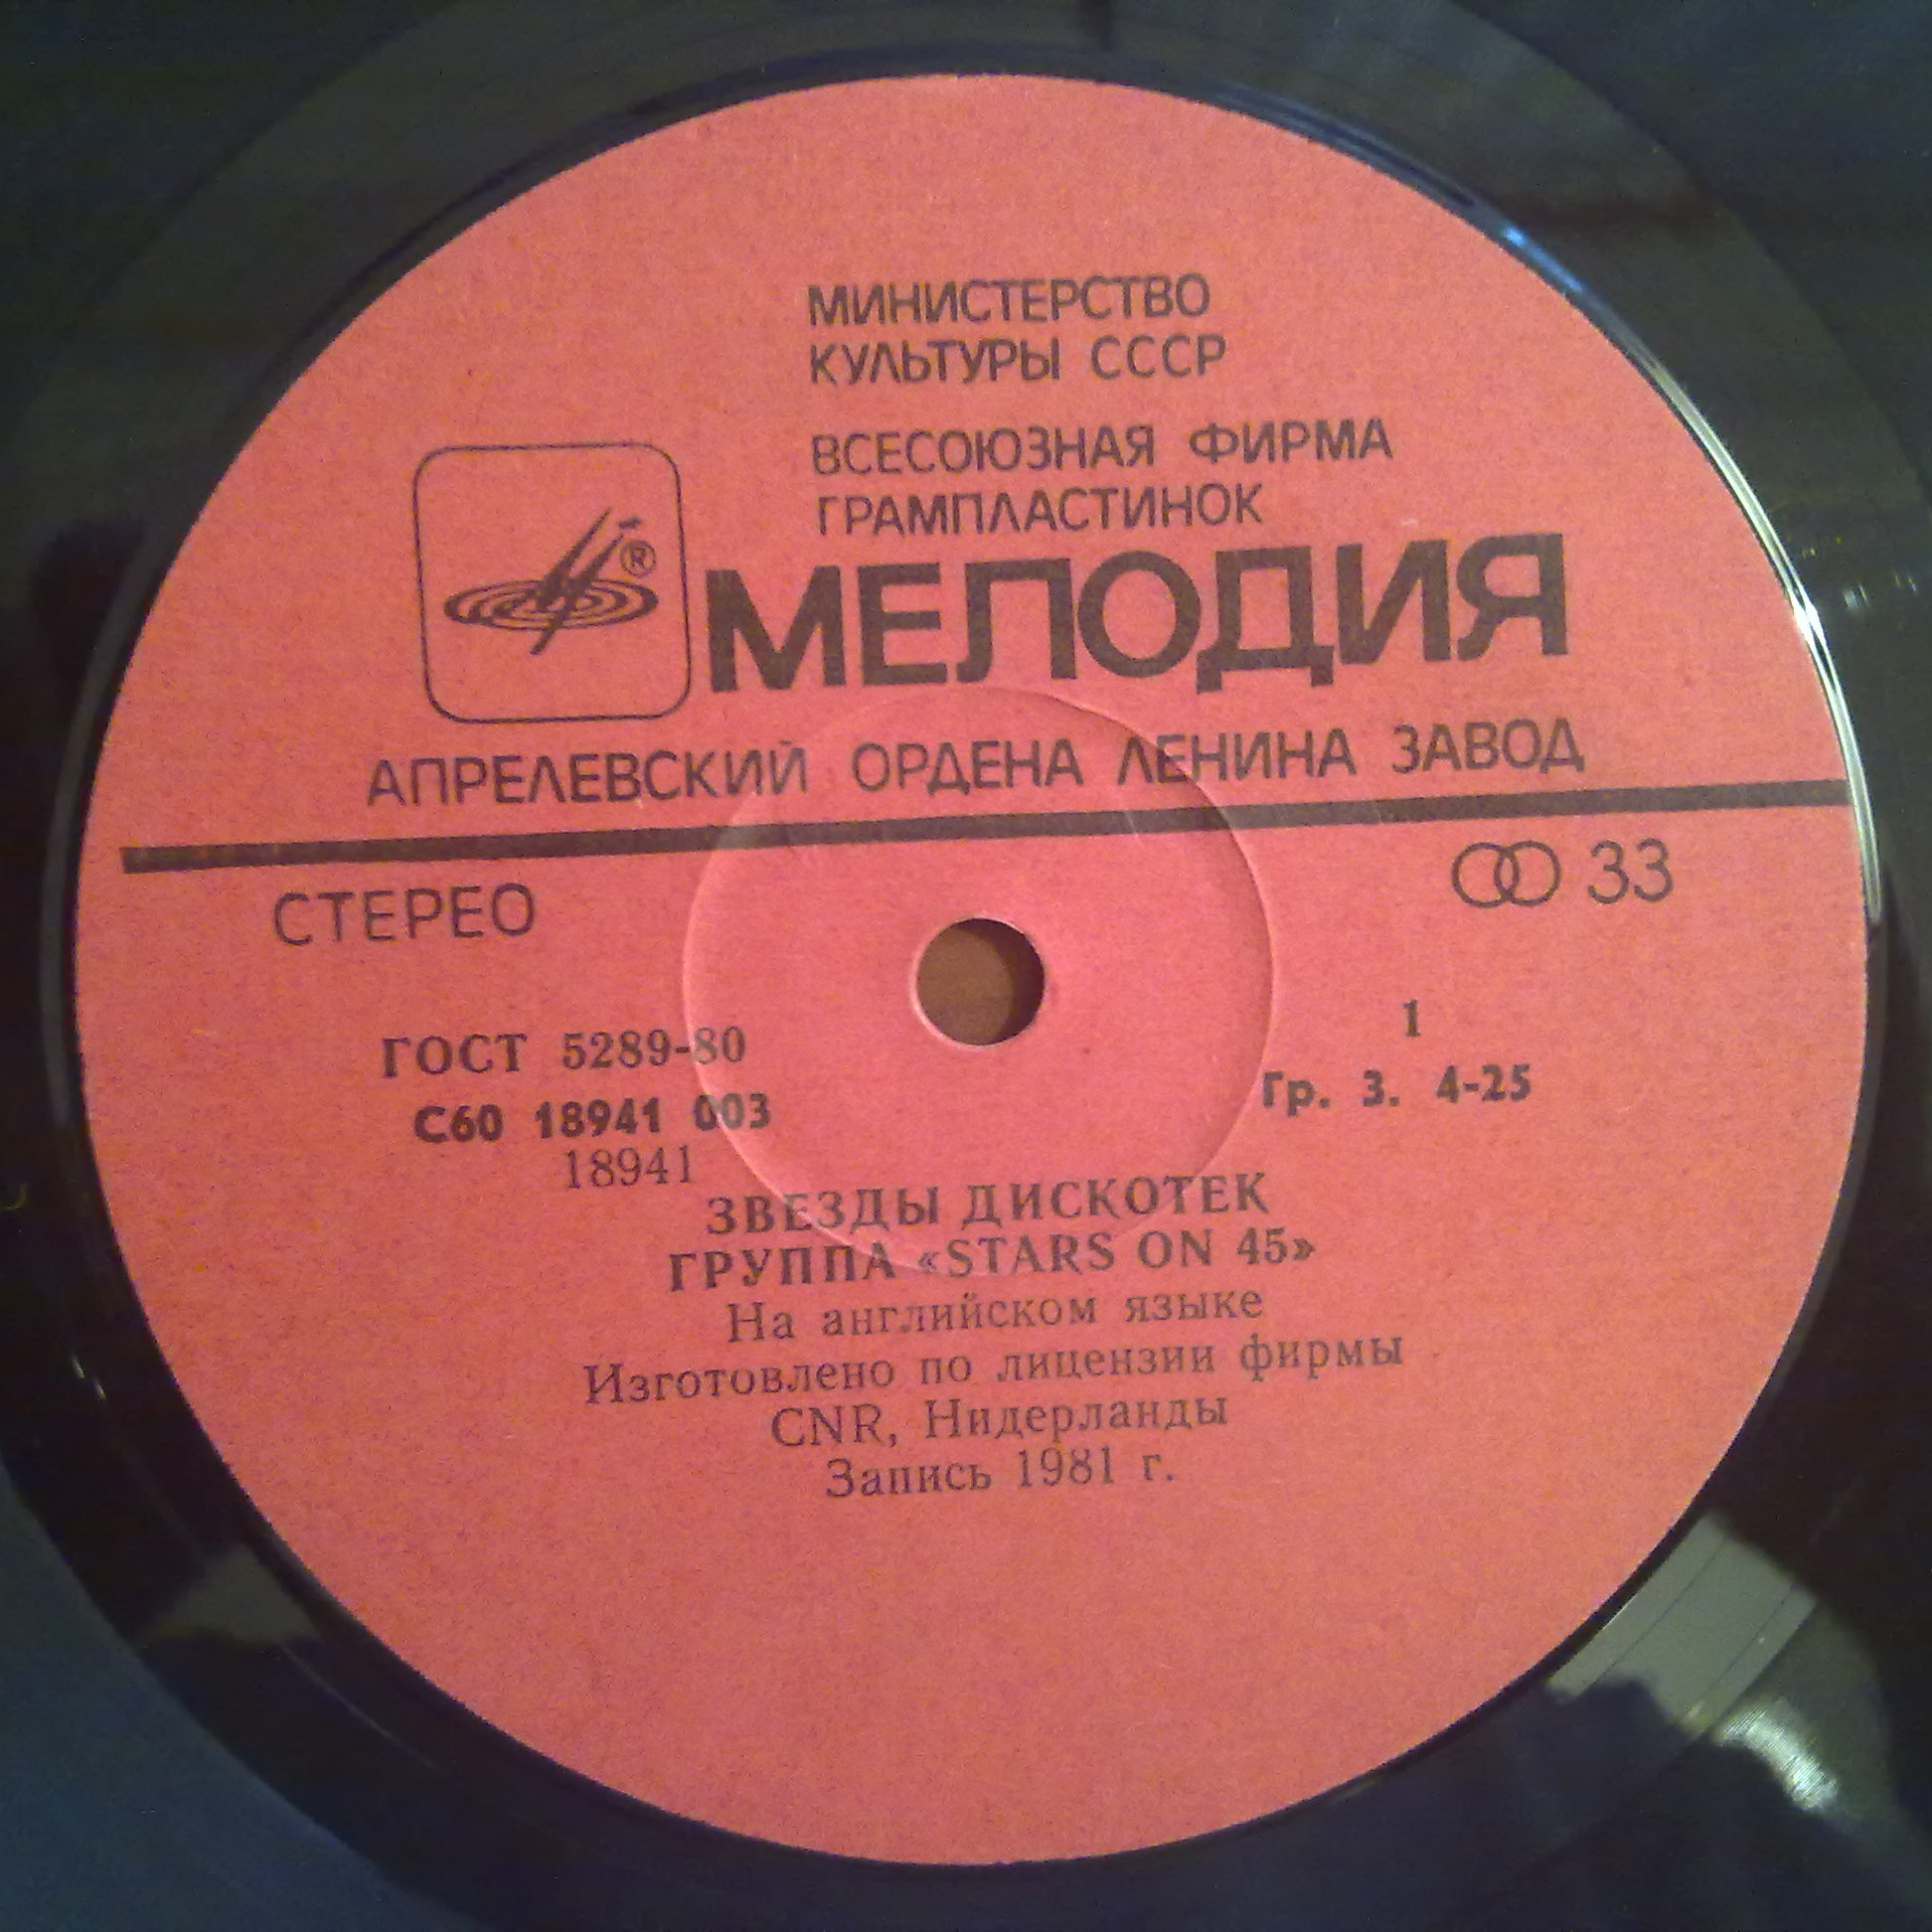 МИНИСТЕРСТВО
КУЛЬТУРЫ СССР
ВСЕСОЮЗНАЯ ФИРМА
ГРАМПЛАСТИНОК
®
МЕЛОДИЯ
АПРЕЛЕВСКИЙ ОРДЕНА ЛЕНИНА ЗАВОД
СТЕРЕО
33
ГОСТ 5289-80
1
С60 18941 003
Гр. 3. 4-25
18941
ЗВЕЗДЫ ДИСКОТЕК
ГРУППА «STARS ON 45»
На английском языке
Изготовлено по лицензии фирмы
CNR, Нидерланды
Запись 1981 г.